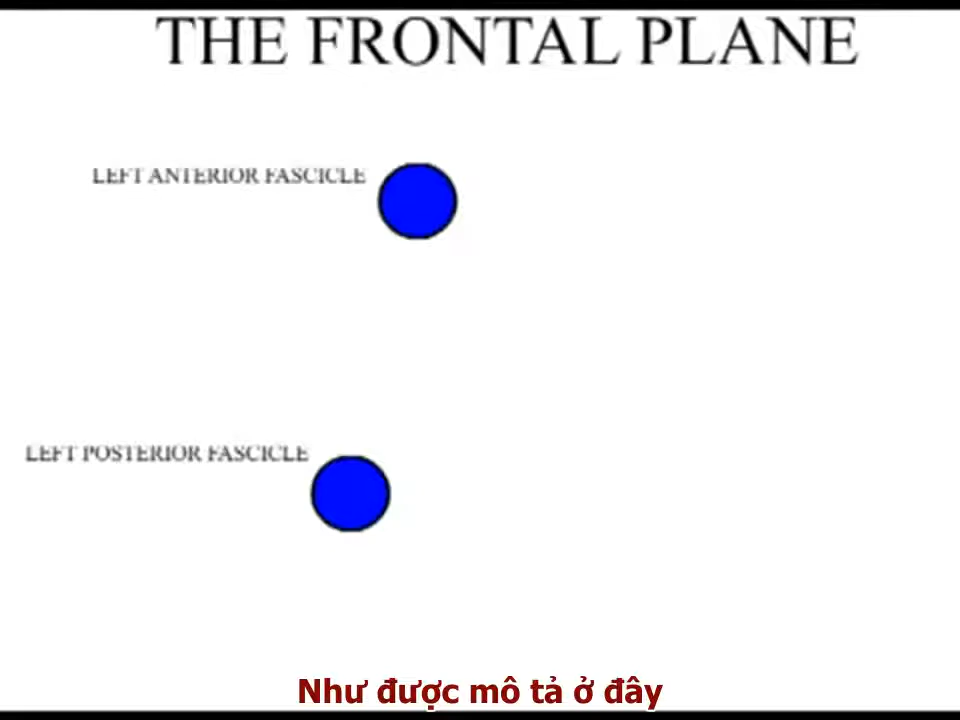 THE FRONTAL PLANE
LEFT ANTERIOR FASCICLE
LEFT POSTERIOR FASCICLE
Như được mô tả ở đây